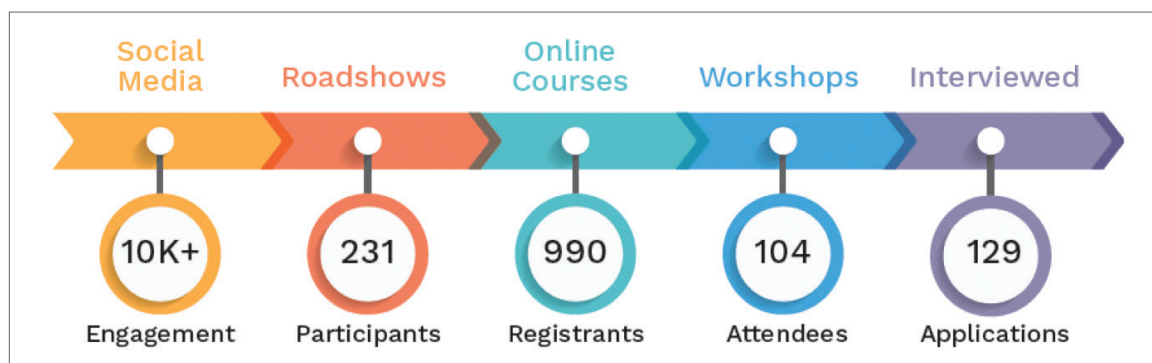 Social
Media
Roadshows
Online
Courses
Workshops
Interviewed
10K+
231
990
104
129
Engagement
Participants
Registrants
Attendees
Applications